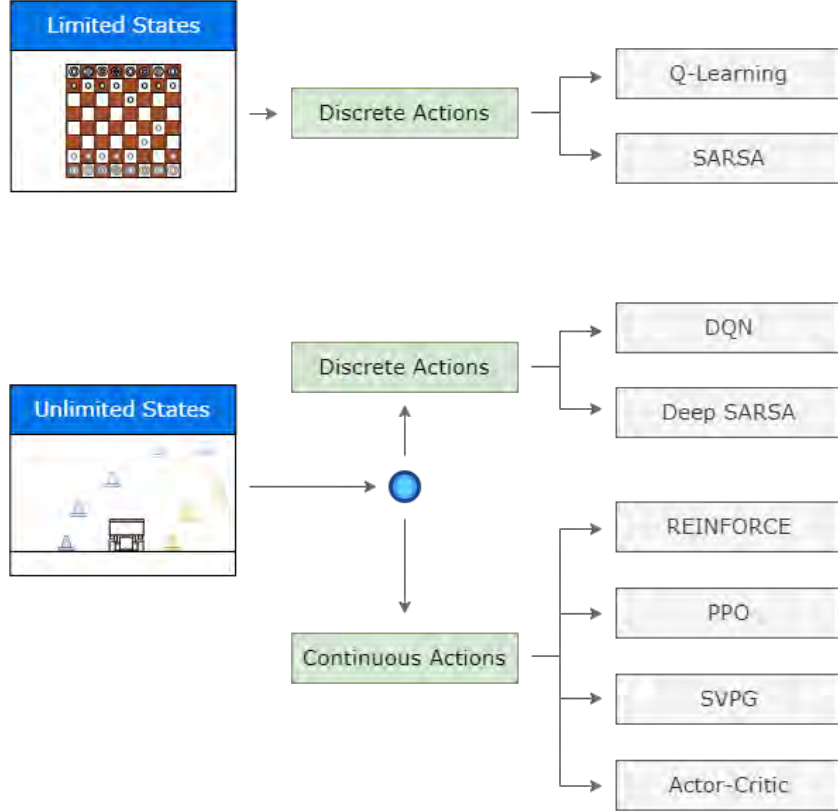 Limited States
Discrete Actions
Q-Learning
SARSA
Unlimited States
Discrete Actions
DQN
Deep SARSA
Continuous Actions
REINFORCE
PPO
SVPG
Actor-Critic